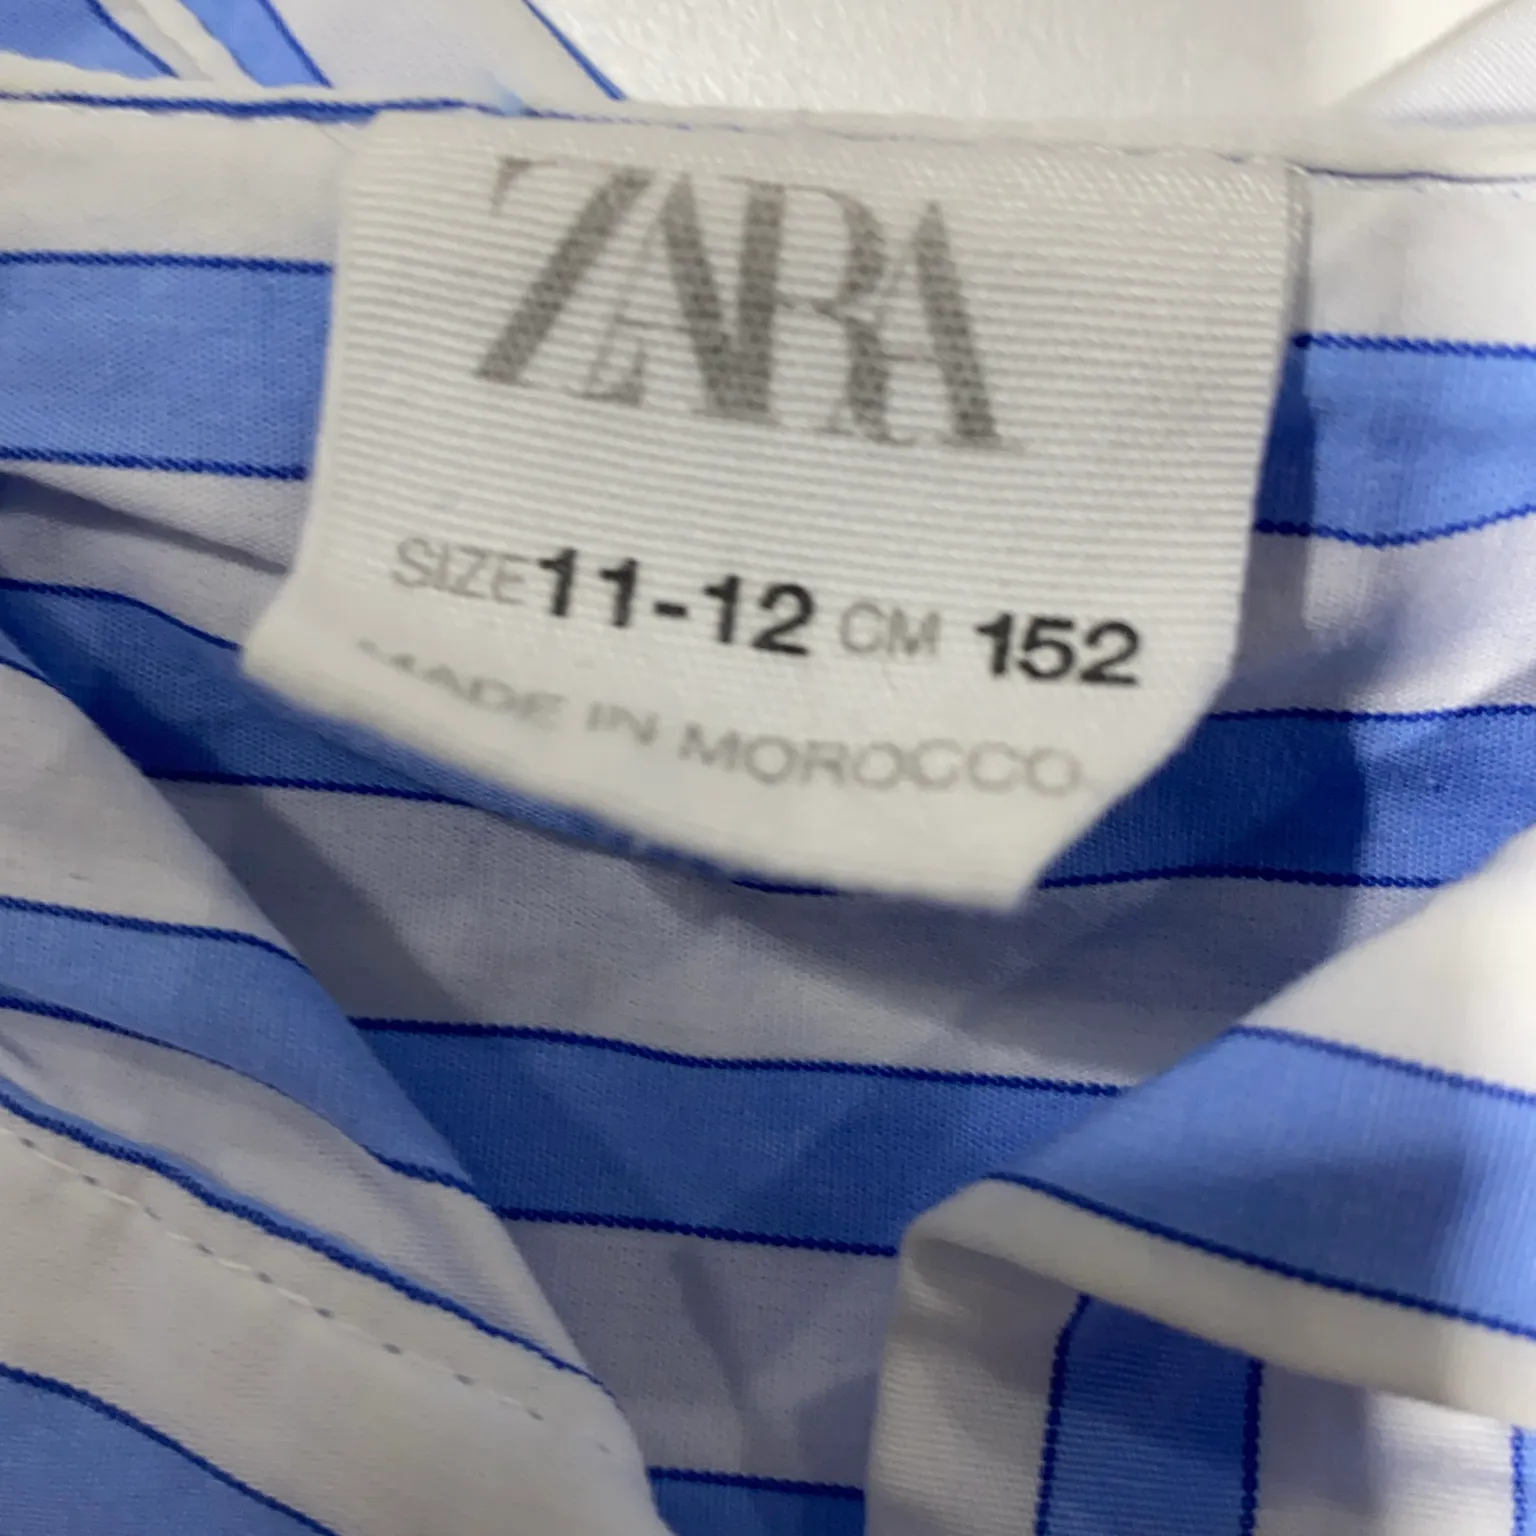 ZARA
SIZE 11-12 CM 152
MADE IN MOROCCO